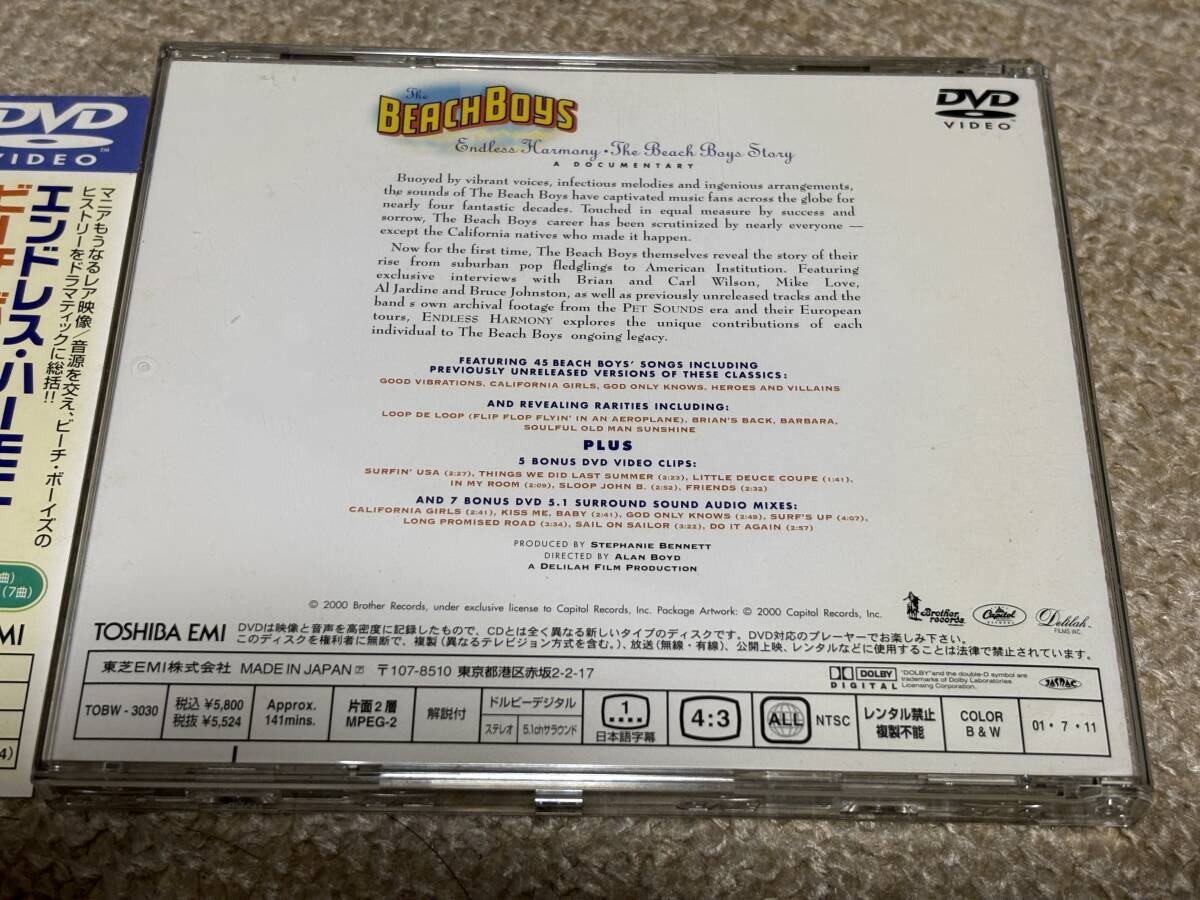 DVD
VIDEO
マニアもうなるレア映像/音源を交え、ビーチ・ボーイズの
ヒストリーをドラマティックに総括!!
エンドレス・ハーモニー
曲)
(7曲)
EMI
4)
The
BEACH BOYS
DVD
VIDEO
Endless Harmony • The Beach Boys Story
A DOCUMENTARY
Buoyed by vibrant voices, infectious melodies and ingenious arrangements,
the sounds of The Beach Boys have captivated music fans across the globe for
nearly four fantastic decades. Touched in equal measure by success and
sorrow, The Beach Boys career has been scrutinized by nearly everyone —
except the California natives who made it happen.
Now for the first time, The Beach Boys themselves reveal the story of their
rise from suburban pop fledglings to American Institution. Featuring
exclusive interviews with Brian and Carl Wilson, Mike Love,
Al Jardine and Bruce Johnston, as well as previously unreleased tracks and the
band s own archival footage from the PET SOUNDS era and their European
tours, ENDLESS HARMONY explores the unique contributions of each
individual to The Beach Boys ongoing legacy.
FEATURING 45 BEACH BOYS' SONGS INCLUDING
PREVIOUSLY UNRELEASED VERSIONS OF THESE CLASSICS:
GOOD VIBRATIONS, CALIFORNIA GIRLS, GOD ONLY KNOWS, HEROES AND VILLAINS
AND REVEALING RARITIES INCLUDING:
LOOP DE LOOP (FLIP FLOP FLYIN' IN AN AEROPLANE), BRIAN'S BACK, BARBARA,
SOULFUL OLD MAN SUNSHINE
PLUS
5 BONUS DVD VIDEO CLIPS:
SURFIN' USA (2:27), THINGS WE DID LAST SUMMER (2:23), LITTLE DEUCE COUPE (1:41),
IN MY ROOM (2:09), SLOOP JOHN B. (2:52), FRIENDS (2:32)
AND 7 BONUS DVD 5.1 SURROUND SOUND AUDIO MIXES:
CALIFORNIA GIRLS (2:41), KISS ME, BABY (2:41), GOD ONLY KNOWS (2:49), SURF'S UP (4:07),
LONG PROMISED ROAD (3:34), SAIL ON SAILOR (3:22), DO IT AGAIN (2:57)
PRODUCED BY STEPHANIE BENNETT
DIRECTED BY ALAN BOYD
A DELILAH FILM PRODUCTION
© 2000 Brother Records, under exclusive license to Capitol Records, Inc. Package Artwork: © 2000 Capitol Records, Inc.
Brother records
Capitol
Delilah
FILMS INC.
TOSHIBA EMI
DVDは映像と音声を高密度に記録したもので、CDとは全く異なる新しいタイプのディスクです。DVD対応のプレーヤーでお楽しみ下さい。
このディスクを権利者に無断で、複製(異なるテレビジョン方式を含む。)、放送(無線・有線)、公開上映、レンタルなどに使用することは法律で禁止されています。
東芝EMI株式会社 MADE IN JAPAN 〒107-8510 東京都港区赤坂2-2-17
DOLBY
DIGITAL
"DOLBY"and the double-D symbol are
trademarks of Dolby Laboratories
Licensing Corporation.
JASRAC
TOBW - 3030
税込 ¥5,800
税抜 ¥5,524
Approx.
141mins.
片面2層
MPEG-2
解説付
ドルビーデジタル
ステレオ
5.1chサラウンド
1
日本語字幕
4:3
ALL
NTSC
レンタル禁止
複製不能
COLOR
B & W
01・7・11